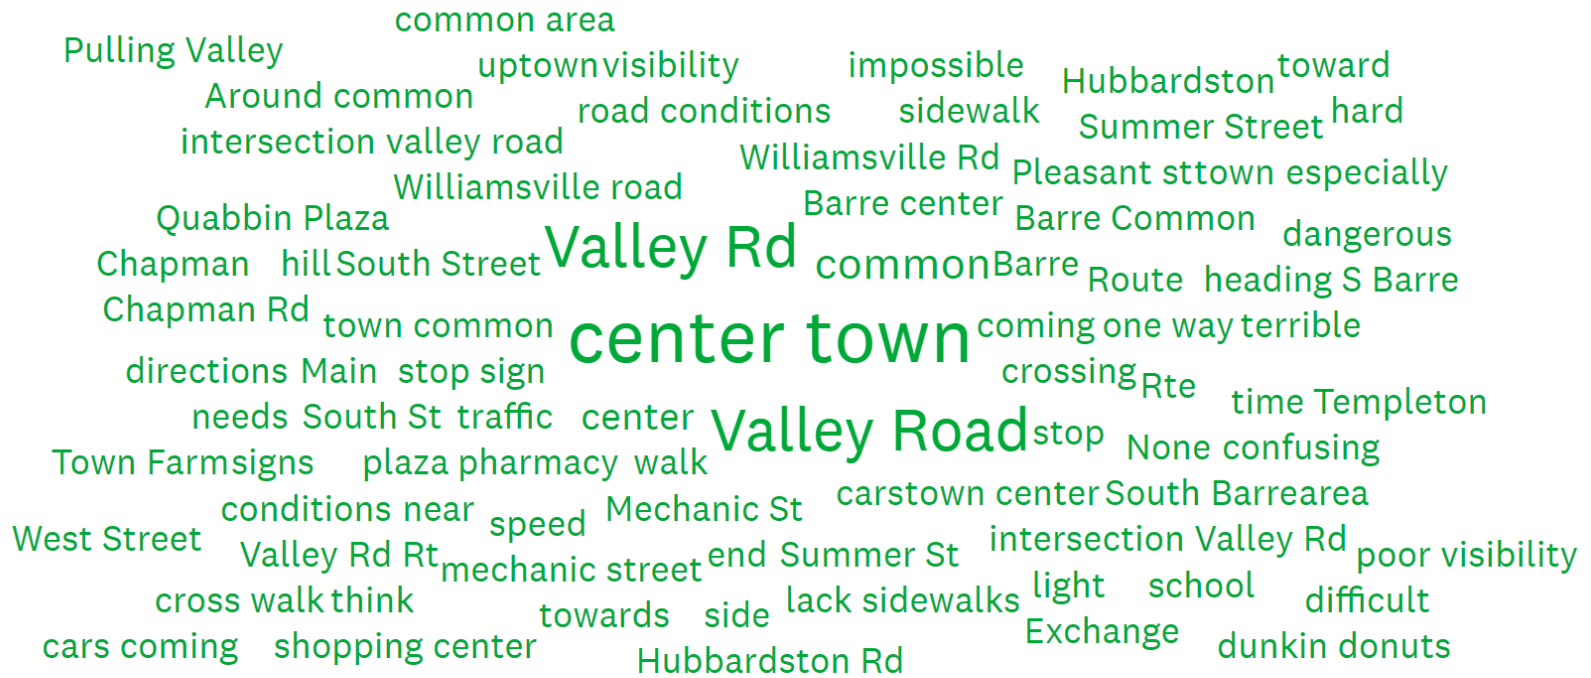 common area
Pulling Valley
uptown visibility impossible Hubbardston toward
Around common road conditions sidewalk Summer Street hard
intersection valley road Williamsville Rd Pleasant st town especially
Williamsville road Barre center Barre Common dangerous
Quabbin Plaza Valley Rd
Chapman hill South Street common Barre Route heading S Barre
Chapman Rd town common center town coming one way terrible
directions Main stop sign crossing Rte time Templeton
needs South St traffic center Valley Road stop None confusing
Town Farm signs plaza pharmacy walk
conditions near speed Mechanic St cars town center South Barre area
West Street Valley Rd Rt mechanic street end Summer St intersection Valley Rd poor visibility
cross walk think towards side lack sidewalks light school difficult
cars coming shopping center Hubbardston Rd Exchange dunkin donuts